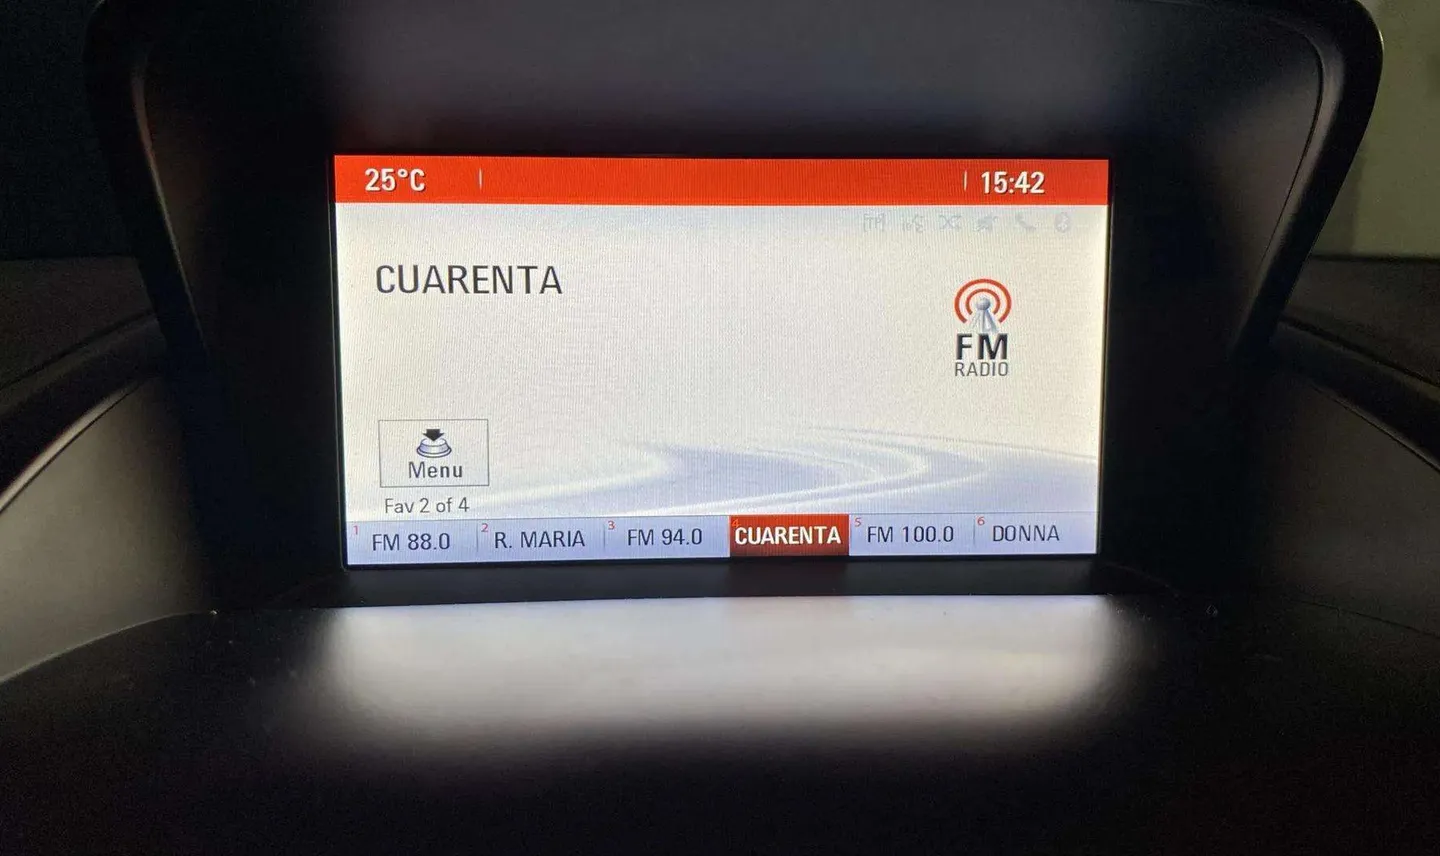 25°C 15:42
CUARENTA
FM
RADIO
Menu
Fav 2 of 4
1 FM 88.0 2 R. MARIA 3 FM 94.0 4 CUARENTA 5 FM 100.0 6 DONNA